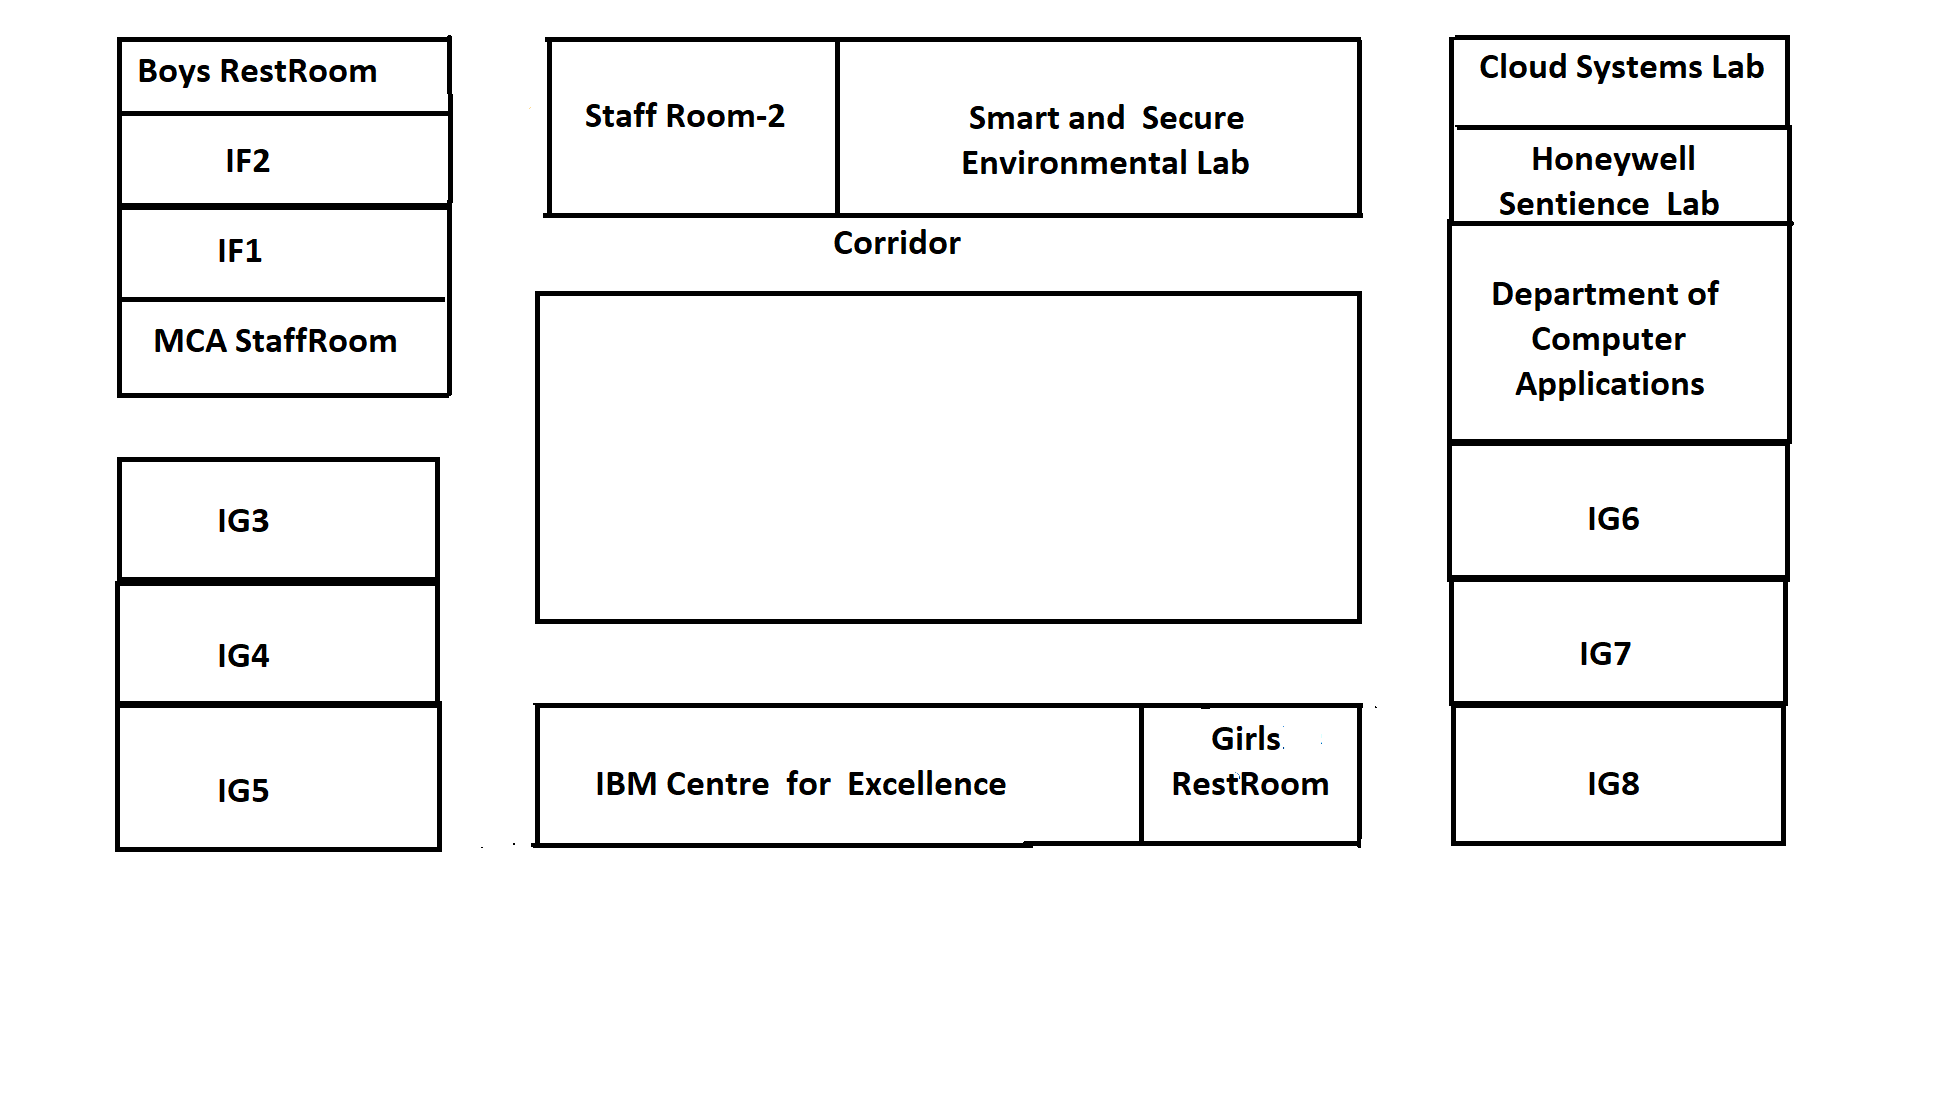 Boys RestRoom
IF2
IF1
MCA StaffRoom
IG3
IG4
IG5
Staff Room-2
Smart and  Secure
Environmental Lab
Corridor
IBM Centre  for  Excellence
Girls
RestRoom
Cloud Systems Lab
Honeywell
Sentience  Lab
Department of
Computer
Applications
IG6
IG7
IG8